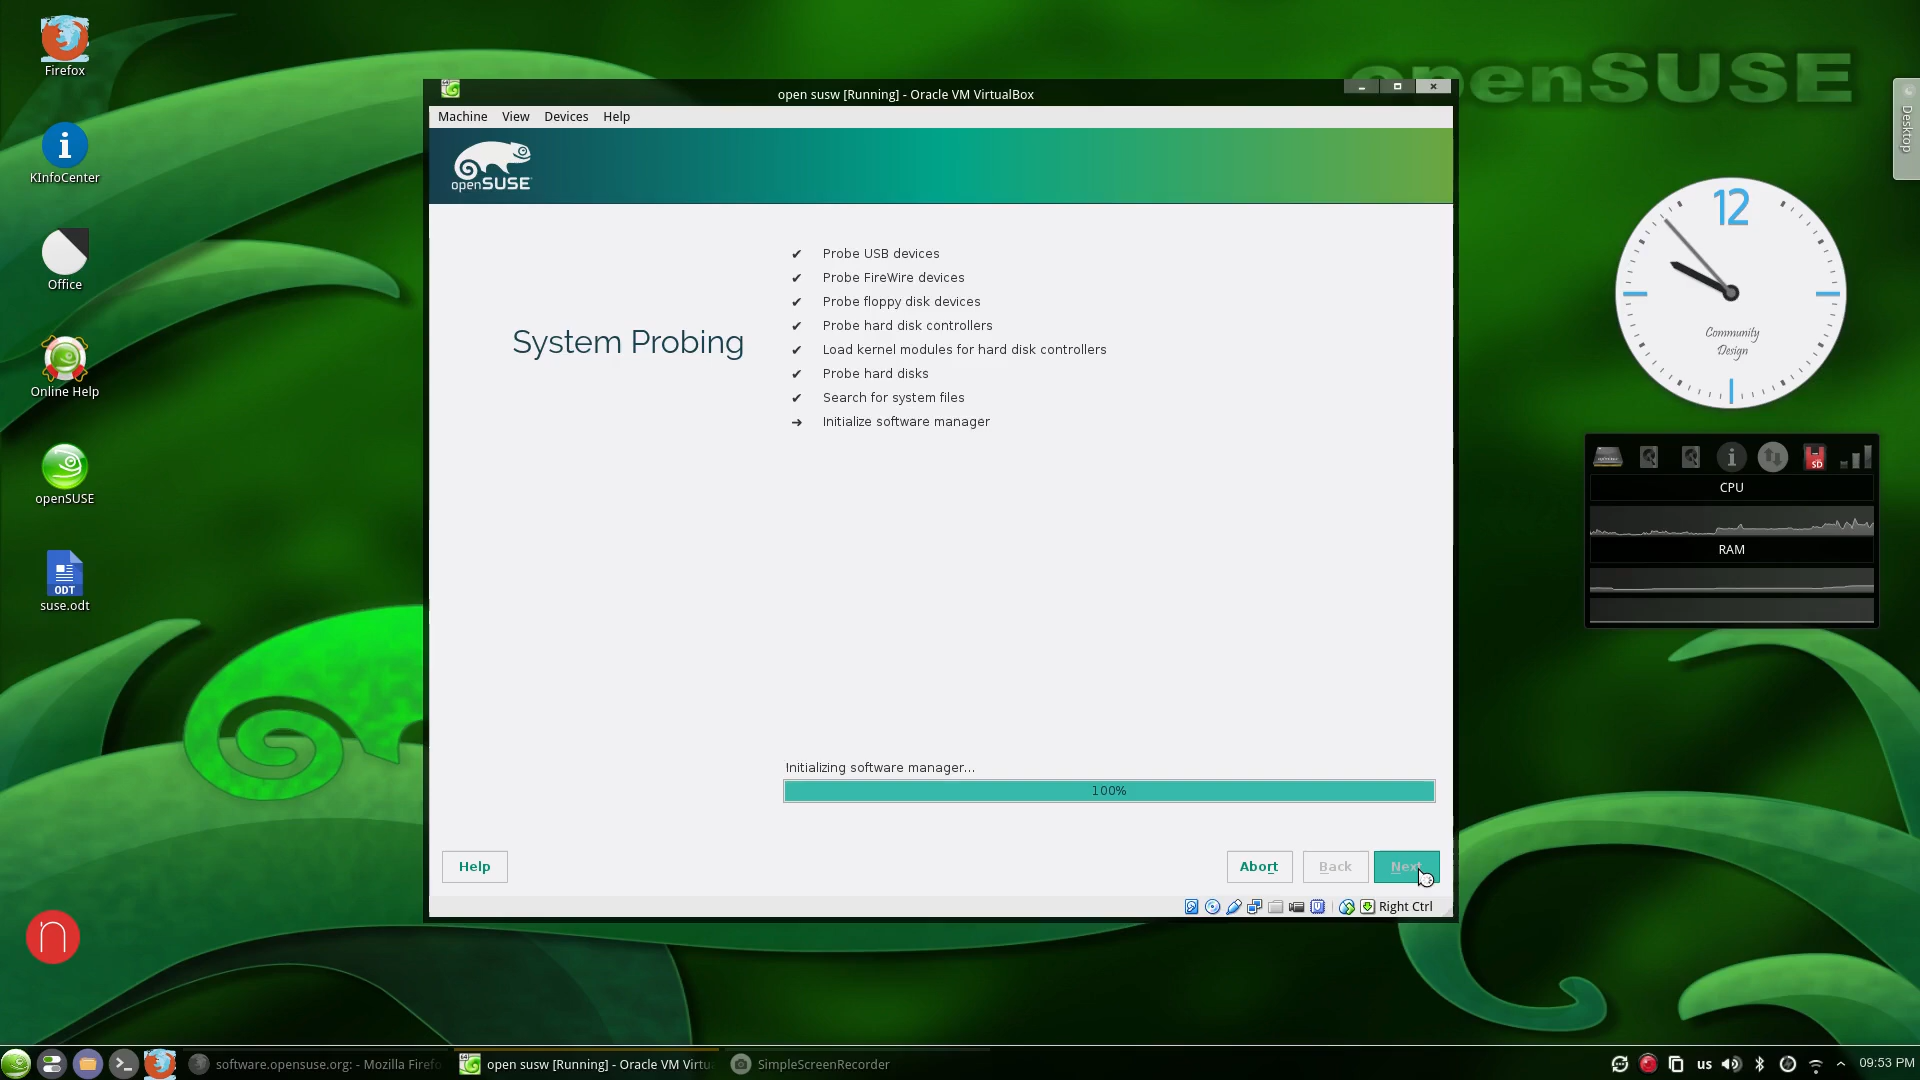 Firefox
KInfoCenter
Office
Online Help
openSUSE
ODT
suse.odt
openSUSE
open susw [Running] - Oracle VM VirtualBox
Machine View Devices Help
openSUSE
System Probing
✔ Probe USB devices
✔ Probe FireWire devices
✔ Probe floppy disk devices
✔ Probe hard disk controllers
✔ Load kernel modules for hard disk controllers
✔ Probe hard disks
✔ Search for system files
➔ Initialize software manager
Initializing software manager...
100%
Help Abort Back Next
Right Ctrl
Desktop
12
Community
Design
SD
CPU
RAM
software.opensuse.org: - Mozilla Firefo
open susw [Running] - Oracle VM Virtu
SimpleScreenRecorder
us
09:53 PM